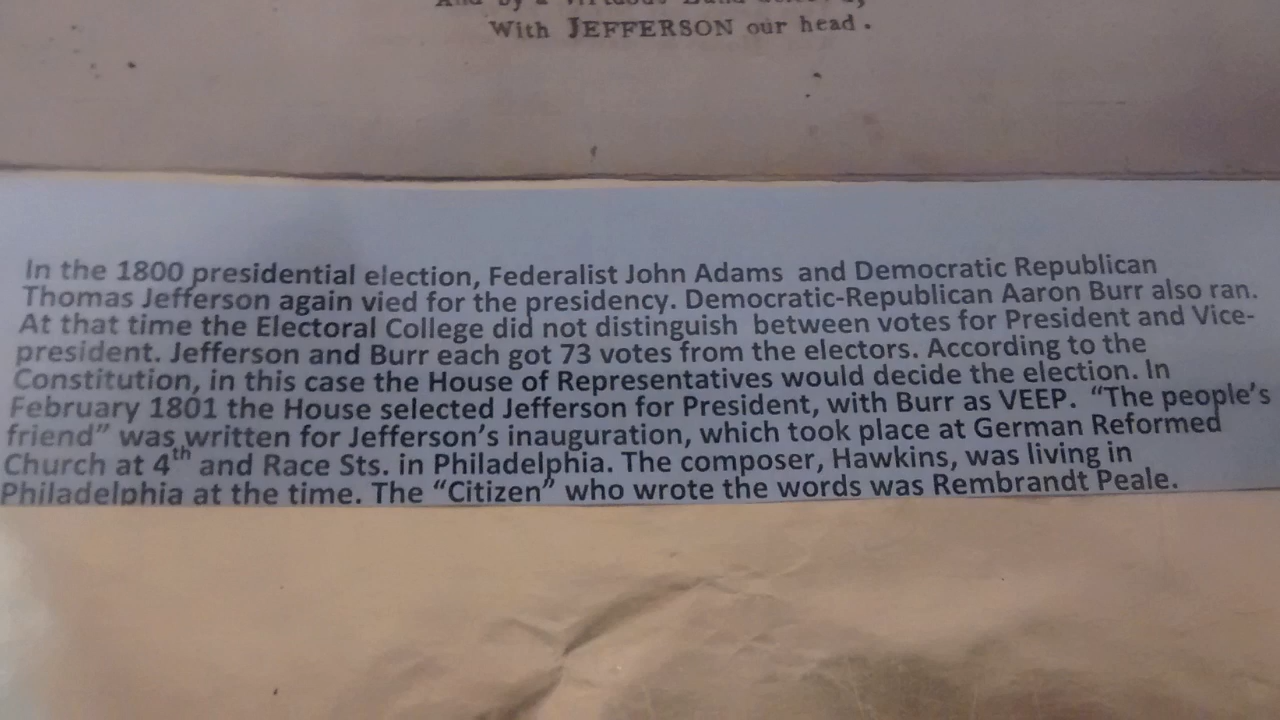 With JEFFERSON our head.
In the 1800 presidential election, Federalist John Adams and Democratic Republican
Thomas Jefferson again vied for the presidency. Democratic-Republican Aaron Burr also ran.
At that time the Electoral College did not distinguish between votes for President and Vice-
president. Jefferson and Burr each got 73 votes from the electors. According to the
Constitution, in this case the House of Representatives would decide the election. In
February 1801 the House selected Jefferson for President, with Burr as VEEP. “The people’s
friend” was written for Jefferson’s inauguration, which took place at German Reformed
Church at 4th and Race Sts. in Philadelphia. The composer, Hawkins, was living in
Philadelphia at the time. The “Citizen” who wrote the words was Rembrandt Peale.